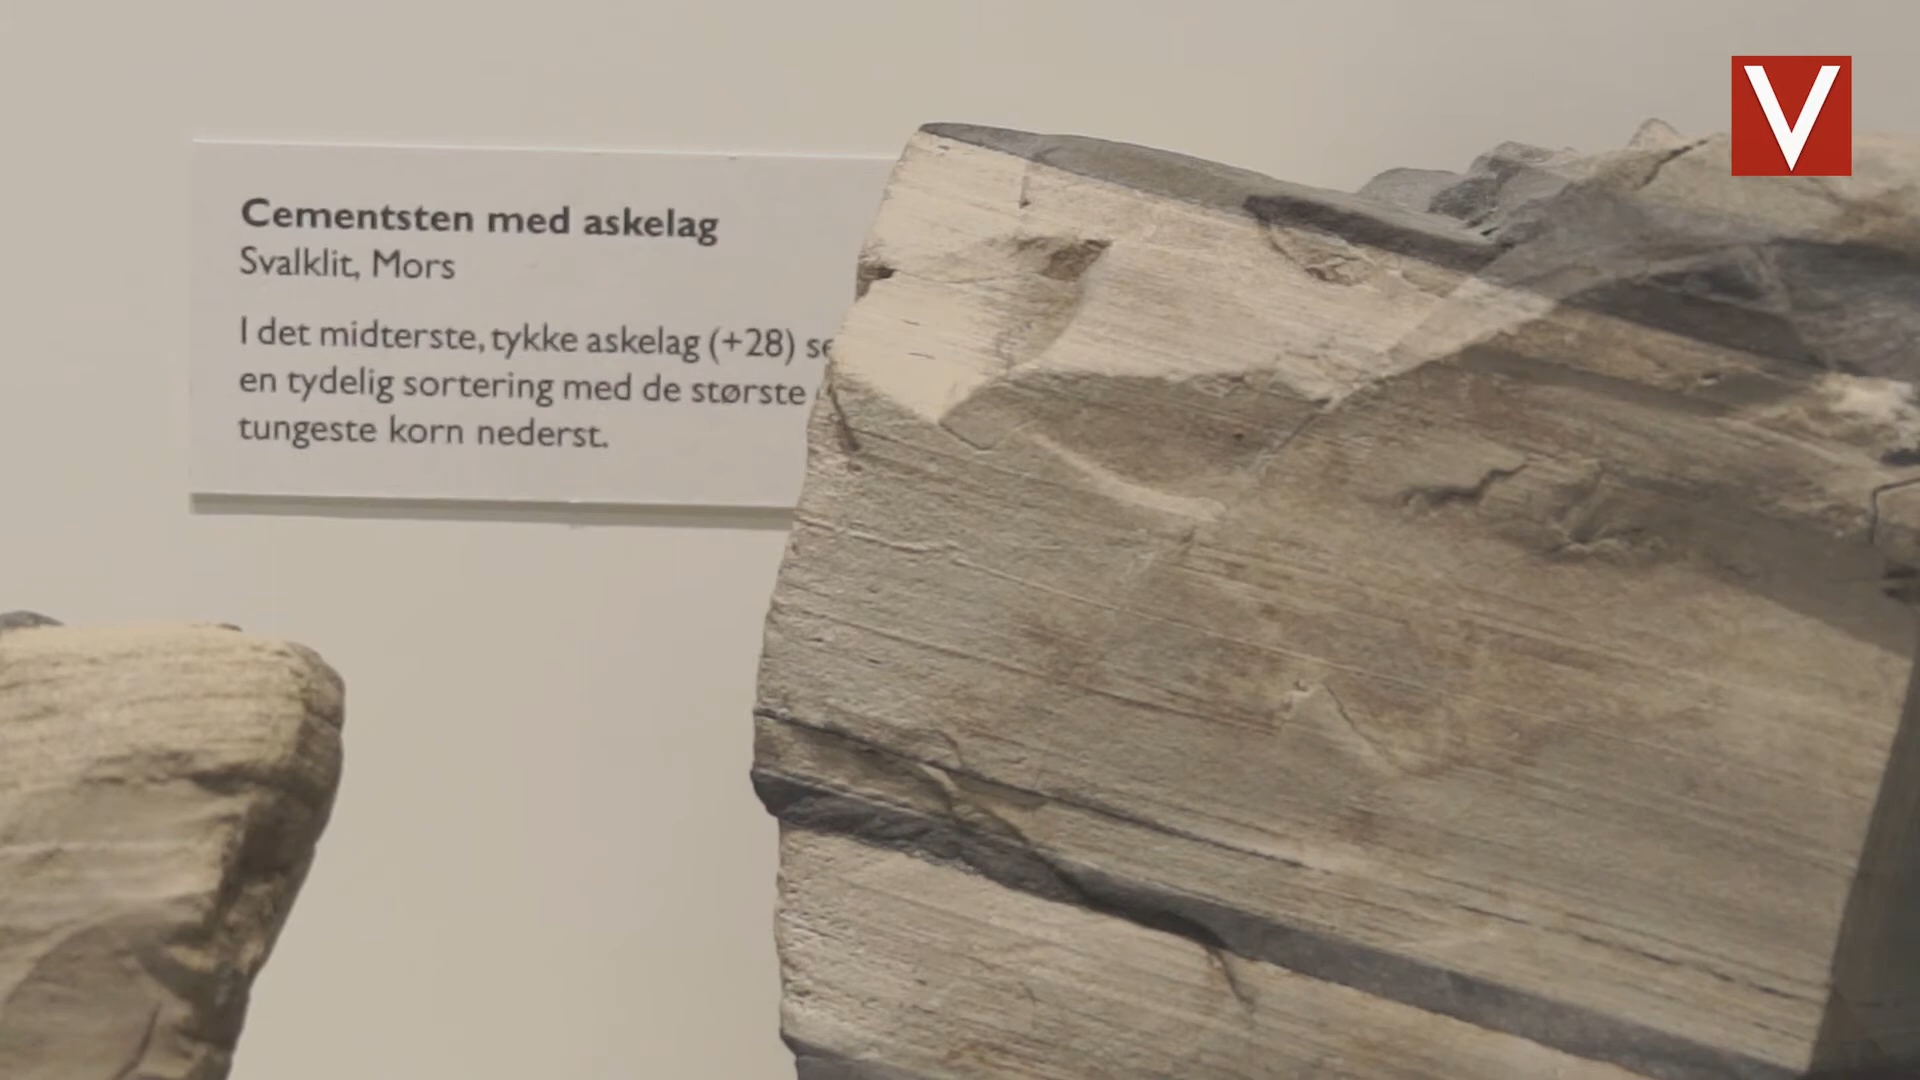 V
Cementsten med askelag
Svalklit, Mors
I det midterste, tykke askelag (+28)
en tydelig sortering med de største
tungeste korn nederst.